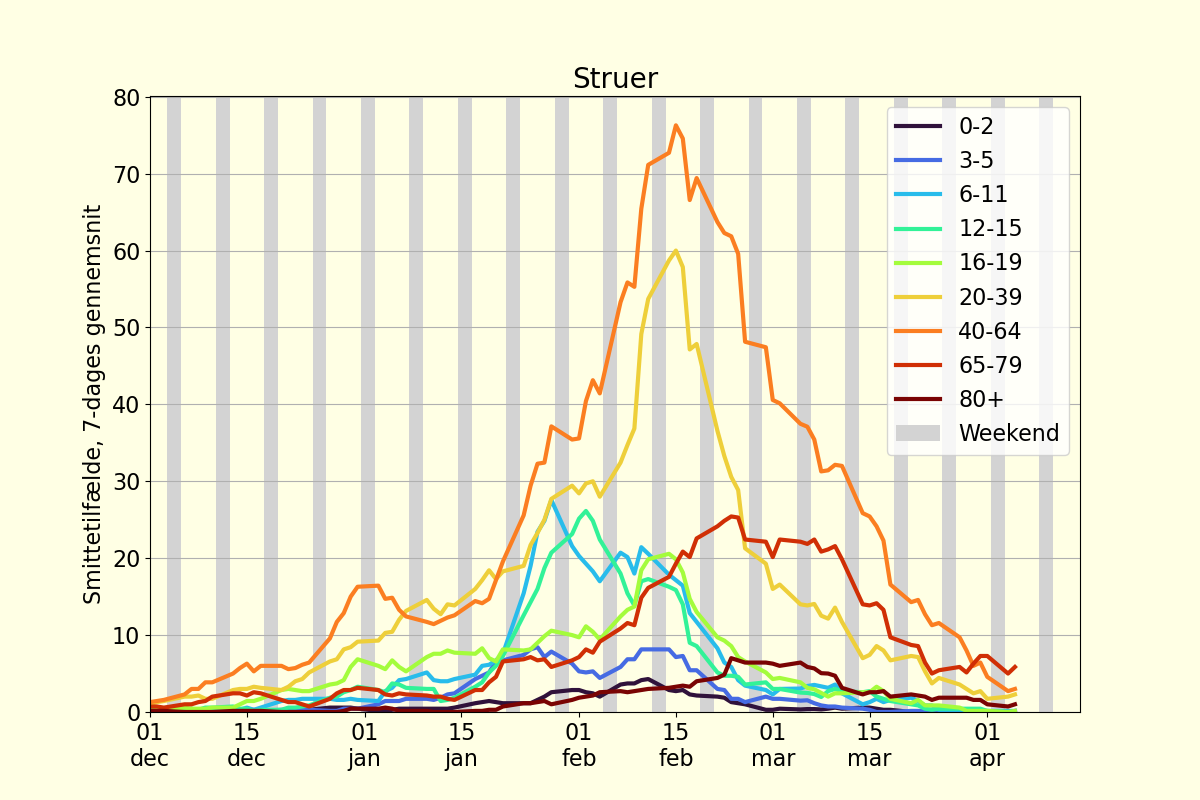 Struer
Smittetilfælde, 7-dages gennemsnit
80
70
60
50
40
30
20
10
0
01 dec
15 dec
01 jan
15 jan
01 feb
15 feb
01 mar
15 mar
01 apr
0-2
3-5
6-11
12-15
16-19
20-39
40-64
65-79
80+
Weekend